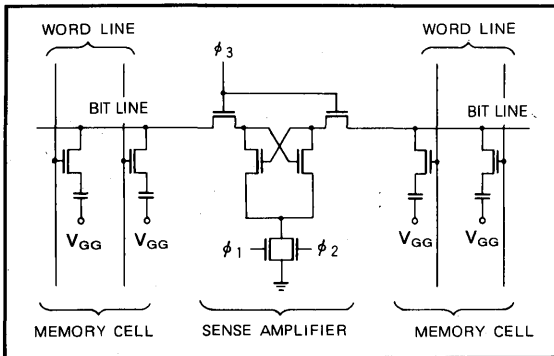 WORD LINE
WORD LINE
ϕ3
BIT LINE
BIT LINE
VGG
VGG
VGG
VGG
ϕ1
ϕ2
MEMORY CELL
SENSE AMPLIFIER
MEMORY CELL